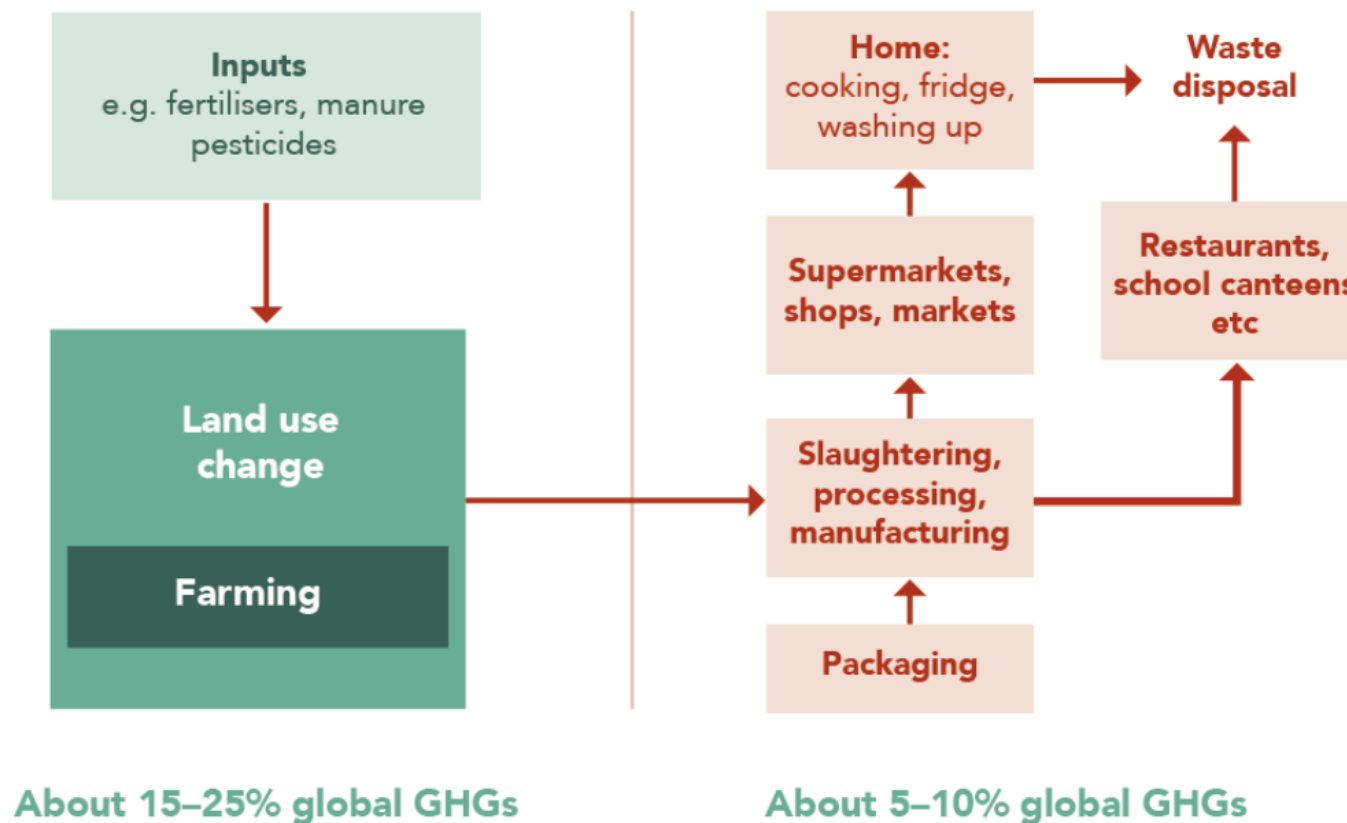 Inputs
e.g. fertilisers, manure
pesticides
Land use
change
Farming
About 15–25% global GHGs
Home:
cooking, fridge,
washing up
Waste
disposal
Supermarkets,
shops, markets
Restaurants,
school canteens
etc
Slaughtering,
processing,
manufacturing
Packaging
About 5–10% global GHGs